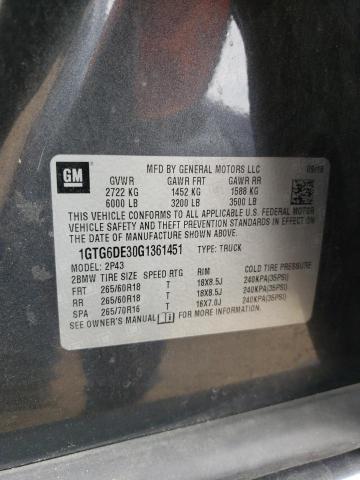 GM
MFD BY GENERAL MOTORS LLC 09/16
GVWR GAWR FRT GAWR RR
2722 KG 1452 KG 1588 KG
6000 LB 3200 LB 3500 LB
THIS VEHICLE CONFORMS TO ALL APPLICABLE U.S. FEDERAL MOTOR
VEHICLE SAFETY AND THEFT PREVENTION STANDARDS IN EFFECT ON
THE DATE OF MANUFACTURE SHOWN ABOVE.
1GTG6DE30G1361451 TYPE: TRUCK
MODEL: 2P43
2BMW TIRE SIZE SPEED RTG RIM COLD TIRE PRESSURE
FRT 265/60R18 T 18X8.5J 240KPA(35PSI)
RR 265/60R18 T 18X8.5J 240KPA(35PSI)
SPA 265/70R16 T 16X7.0J 240KPA(35PSI)
SEE OWNER'S MANUAL FOR MORE INFORMATION.